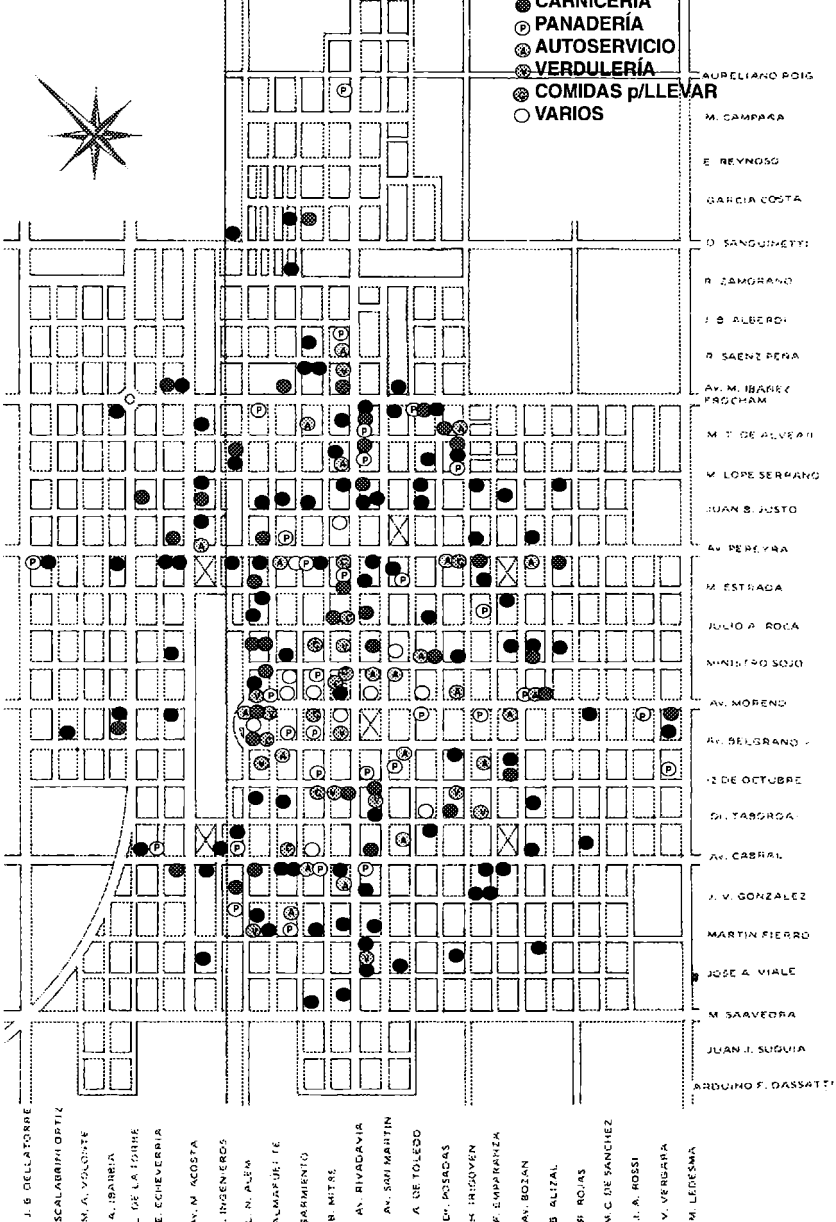 CARNICERÍA
PANADERÍA
AUTOSERVICIO
VERDULERÍA
COMIDAS p/LLEVAR
VARIOS
AURELIANO ROIG
M. CAMPAÑA
E. REYNOSO
GARCIA COSTA
D. SANGUINETTI
R. ZAMORANO
J. B. ALBERDI
R. SAENZ PEÑA
AV. M. IBAÑEZ
FROCHAM
M. T. DE ALVEAR
M. LOPE SERRANO
JUAN B. JUSTO
AV. PEREYRA
M. ESTRADA
JULIO A. ROCA
MINISTRO SOJO
AV. MORENO
AV. BELGRANO
12 DE OCTUBRE
DR. TABORDA
AV. CABRAL
J. V. GONZALEZ
MARTIN FIERRO
JOSE A. VIALE
M. SAAVEDRA
JUAN J. SUQUIA
ARDUINO F. DASSATTI
J. B. DELLATORRE
SCALABRINI ORTIZ
M. A. VOLONTE
A. IBARBIA
L. DE LA TORRE
E. ECHEVERRIA
AV. M. ACOSTA
INGENIEROS
L. N. ALEM
ALMAFUERTE
SARMIENTO
B. MITRE
AV. RIVADAVIA
AV. SAN MARTIN
A. DE TOLEDO
Dr. POSADAS
H. IRIGOYEN
F. EMPARANZA
AV. BOZAN
B. ALIZAL
R. ROJAS
M. C. DE SANCHEZ
J. A. ROSSI
V. VERGARA
M. LEDESMA